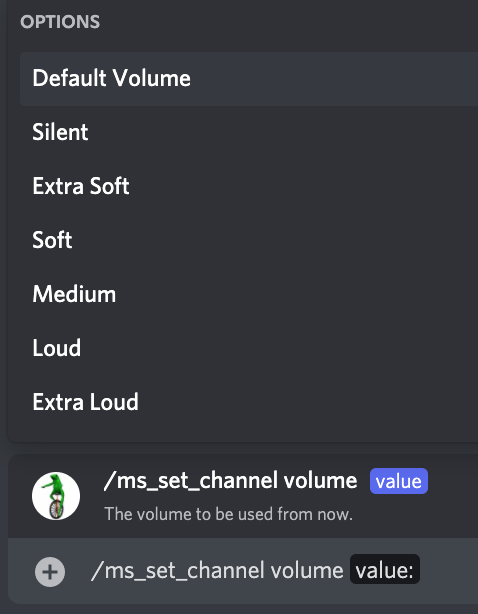 OPTIONS
Default Volume
Silent
Extra Soft
Soft
Medium
Loud
Extra Loud
/ms_set_channel volume value
The volume to be used from now.
/ms_set_channel volume value: